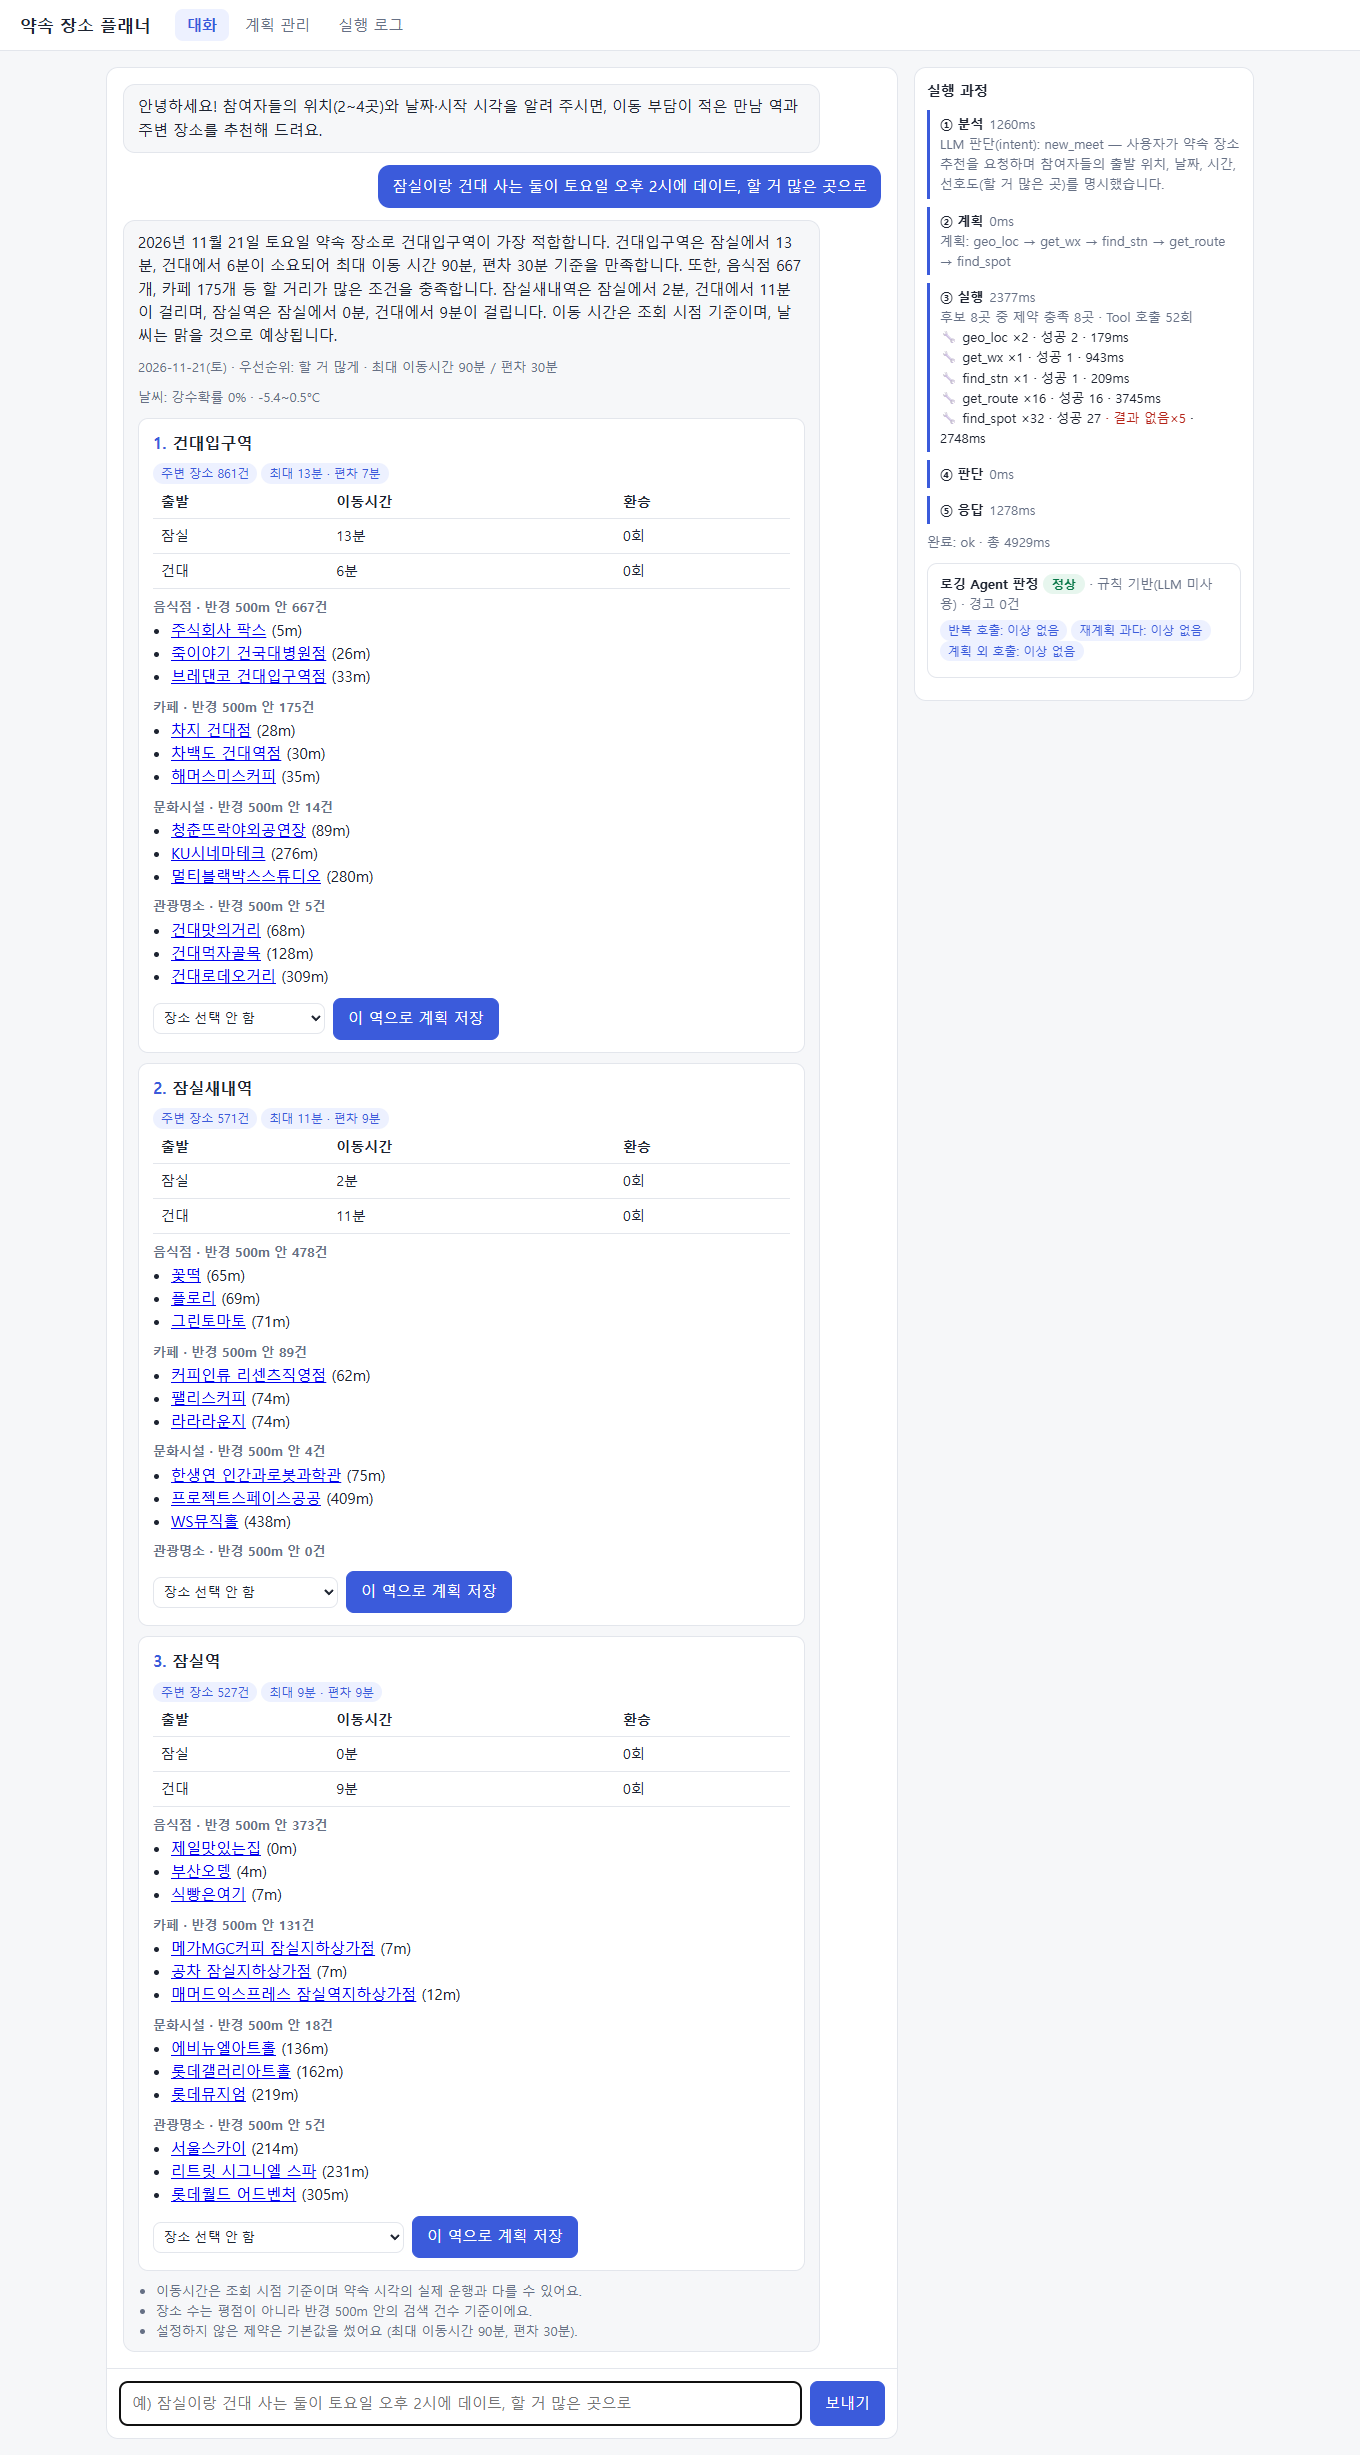 약속 장소 플래너 대화 계획 관리 실행 로그
안녕하세요! 참여자들의 위치(2~4곳)와 날짜·시작 시각을 알려 주시면, 이동 부담이 적은 만남 역과
주변 장소를 추천해 드려요.
잠실이랑 건대 사는 둘이 토요일 오후 2시에 데이트, 할 거 많은 곳으로
2026년 11월 21일 토요일 약속 장소로 건대입구역이 가장 적합합니다. 건대입구역은 잠실에서 13
분, 건대에서 6분이 소요되어 최대 이동 시간 90분, 편차 30분 기준을 만족합니다. 또한, 음식점 667
개, 카페 175개 등 할 거리가 많은 조건을 충족합니다. 잠실새내역은 잠실에서 2분, 건대에서 11분
이 걸리며, 잠실역은 잠실에서 0분, 건대에서 9분이 걸립니다. 이동 시간은 조회 시점 기준이며, 날
씨는 맑을 것으로 예상됩니다.
2026-11-21(토) · 우선순위: 할 거 많게 · 최대 이동시간 90분 / 편차 30분
날씨: 강수확률 0% · -5.4~0.5°C
1. 건대입구역
주변 장소 861건 최대 13분 · 편차 7분
출발 이동시간 환승
잠실 13분 0회
건대 6분 0회
음식점 · 반경 500m 안 667건
• 주식회사 팍스 (5m)
• 죽이야기 건국대병원점 (26m)
• 브레댄코 건대입구역점 (33m)
카페 · 반경 500m 안 175건
• 차지 건대점 (28m)
• 차백도 건대역점 (30m)
• 해머스미스커피 (35m)
문화시설 · 반경 500m 안 14건
• 청춘뜨락야외공연장 (89m)
• KU시네마테크 (276m)
• 멀티블랙박스스튜디오 (280m)
관광명소 · 반경 500m 안 5건
• 건대맛의거리 (68m)
• 건대먹자골목 (128m)
• 건대로데오거리 (309m)
장소 선택 안 함 이 역으로 계획 저장
2. 잠실새내역
주변 장소 571건 최대 11분 · 편차 9분
출발 이동시간 환승
잠실 2분 0회
건대 11분 0회
음식점 · 반경 500m 안 478건
• 꽃떡 (65m)
• 플로리 (69m)
• 그린토마토 (71m)
카페 · 반경 500m 안 89건
• 커피인류 리센츠직영점 (62m)
• 팰리스커피 (74m)
• 라라라운지 (74m)
문화시설 · 반경 500m 안 4건
• 한생연 인간과로봇과학관 (75m)
• 프로젝트스페이스공공 (409m)
• WS뮤직홀 (438m)
관광명소 · 반경 500m 안 0건
장소 선택 안 함 이 역으로 계획 저장
3. 잠실역
주변 장소 527건 최대 9분 · 편차 9분
출발 이동시간 환승
잠실 0분 0회
건대 9분 0회
음식점 · 반경 500m 안 373건
• 제일맛있는집 (0m)
• 부산오뎅 (4m)
• 식빵은여기 (7m)
카페 · 반경 500m 안 131건
• 메가MGC커피 잠실지하상가점 (7m)
• 공차 잠실지하상가점 (7m)
• 매머드익스프레스 잠실역지하상가점 (12m)
문화시설 · 반경 500m 안 18건
• 에비뉴엘아트홀 (136m)
• 롯데갤러리아트홀 (162m)
• 롯데뮤지엄 (219m)
관광명소 · 반경 500m 안 5건
• 서울스카이 (214m)
• 리트릿 시그니엘 스파 (231m)
• 롯데월드 어드벤처 (305m)
장소 선택 안 함 이 역으로 계획 저장
• 이동시간은 조회 시점 기준이며 약속 시각의 실제 운행과 다를 수 있어요.
• 장소 수는 평점이 아니라 반경 500m 안의 검색 건수 기준이에요.
• 설정하지 않은 제약은 기본값을 썼어요 (최대 이동시간 90분, 편차 30분).
예) 잠실이랑 건대 사는 둘이 토요일 오후 2시에 데이트, 할 거 많은 곳으로 보내기
실행 과정
① 분석 1260ms
LLM 판단(intent): new_meet — 사용자가 약속 장소
추천을 요청하며 참여자들의 출발 위치, 날짜, 시간,
선호도(할 거 많은 곳)를 명시했습니다.
② 계획 0ms
계획: geo_loc → get_wx → find_stn → get_route
→ find_spot
③ 실행 2377ms
후보 8곳 중 제약 충족 8곳 · Tool 호출 52회
geo_loc ×2 · 성공 2 · 179ms
get_wx ×1 · 성공 1 · 943ms
find_stn ×1 · 성공 1 · 209ms
get_route ×16 · 성공 16 · 3745ms
find_spot ×32 · 성공 27 · 결과 없음×5 ·
2748ms
④ 판단 0ms
⑤ 응답 1278ms
완료: ok · 총 4929ms
로깅 Agent 판정 정상 · 규칙 기반(LLM 미사
용) · 경고 0건
반복 호출: 이상 없음 재계획 과다: 이상 없음
계획 외 호출: 이상 없음